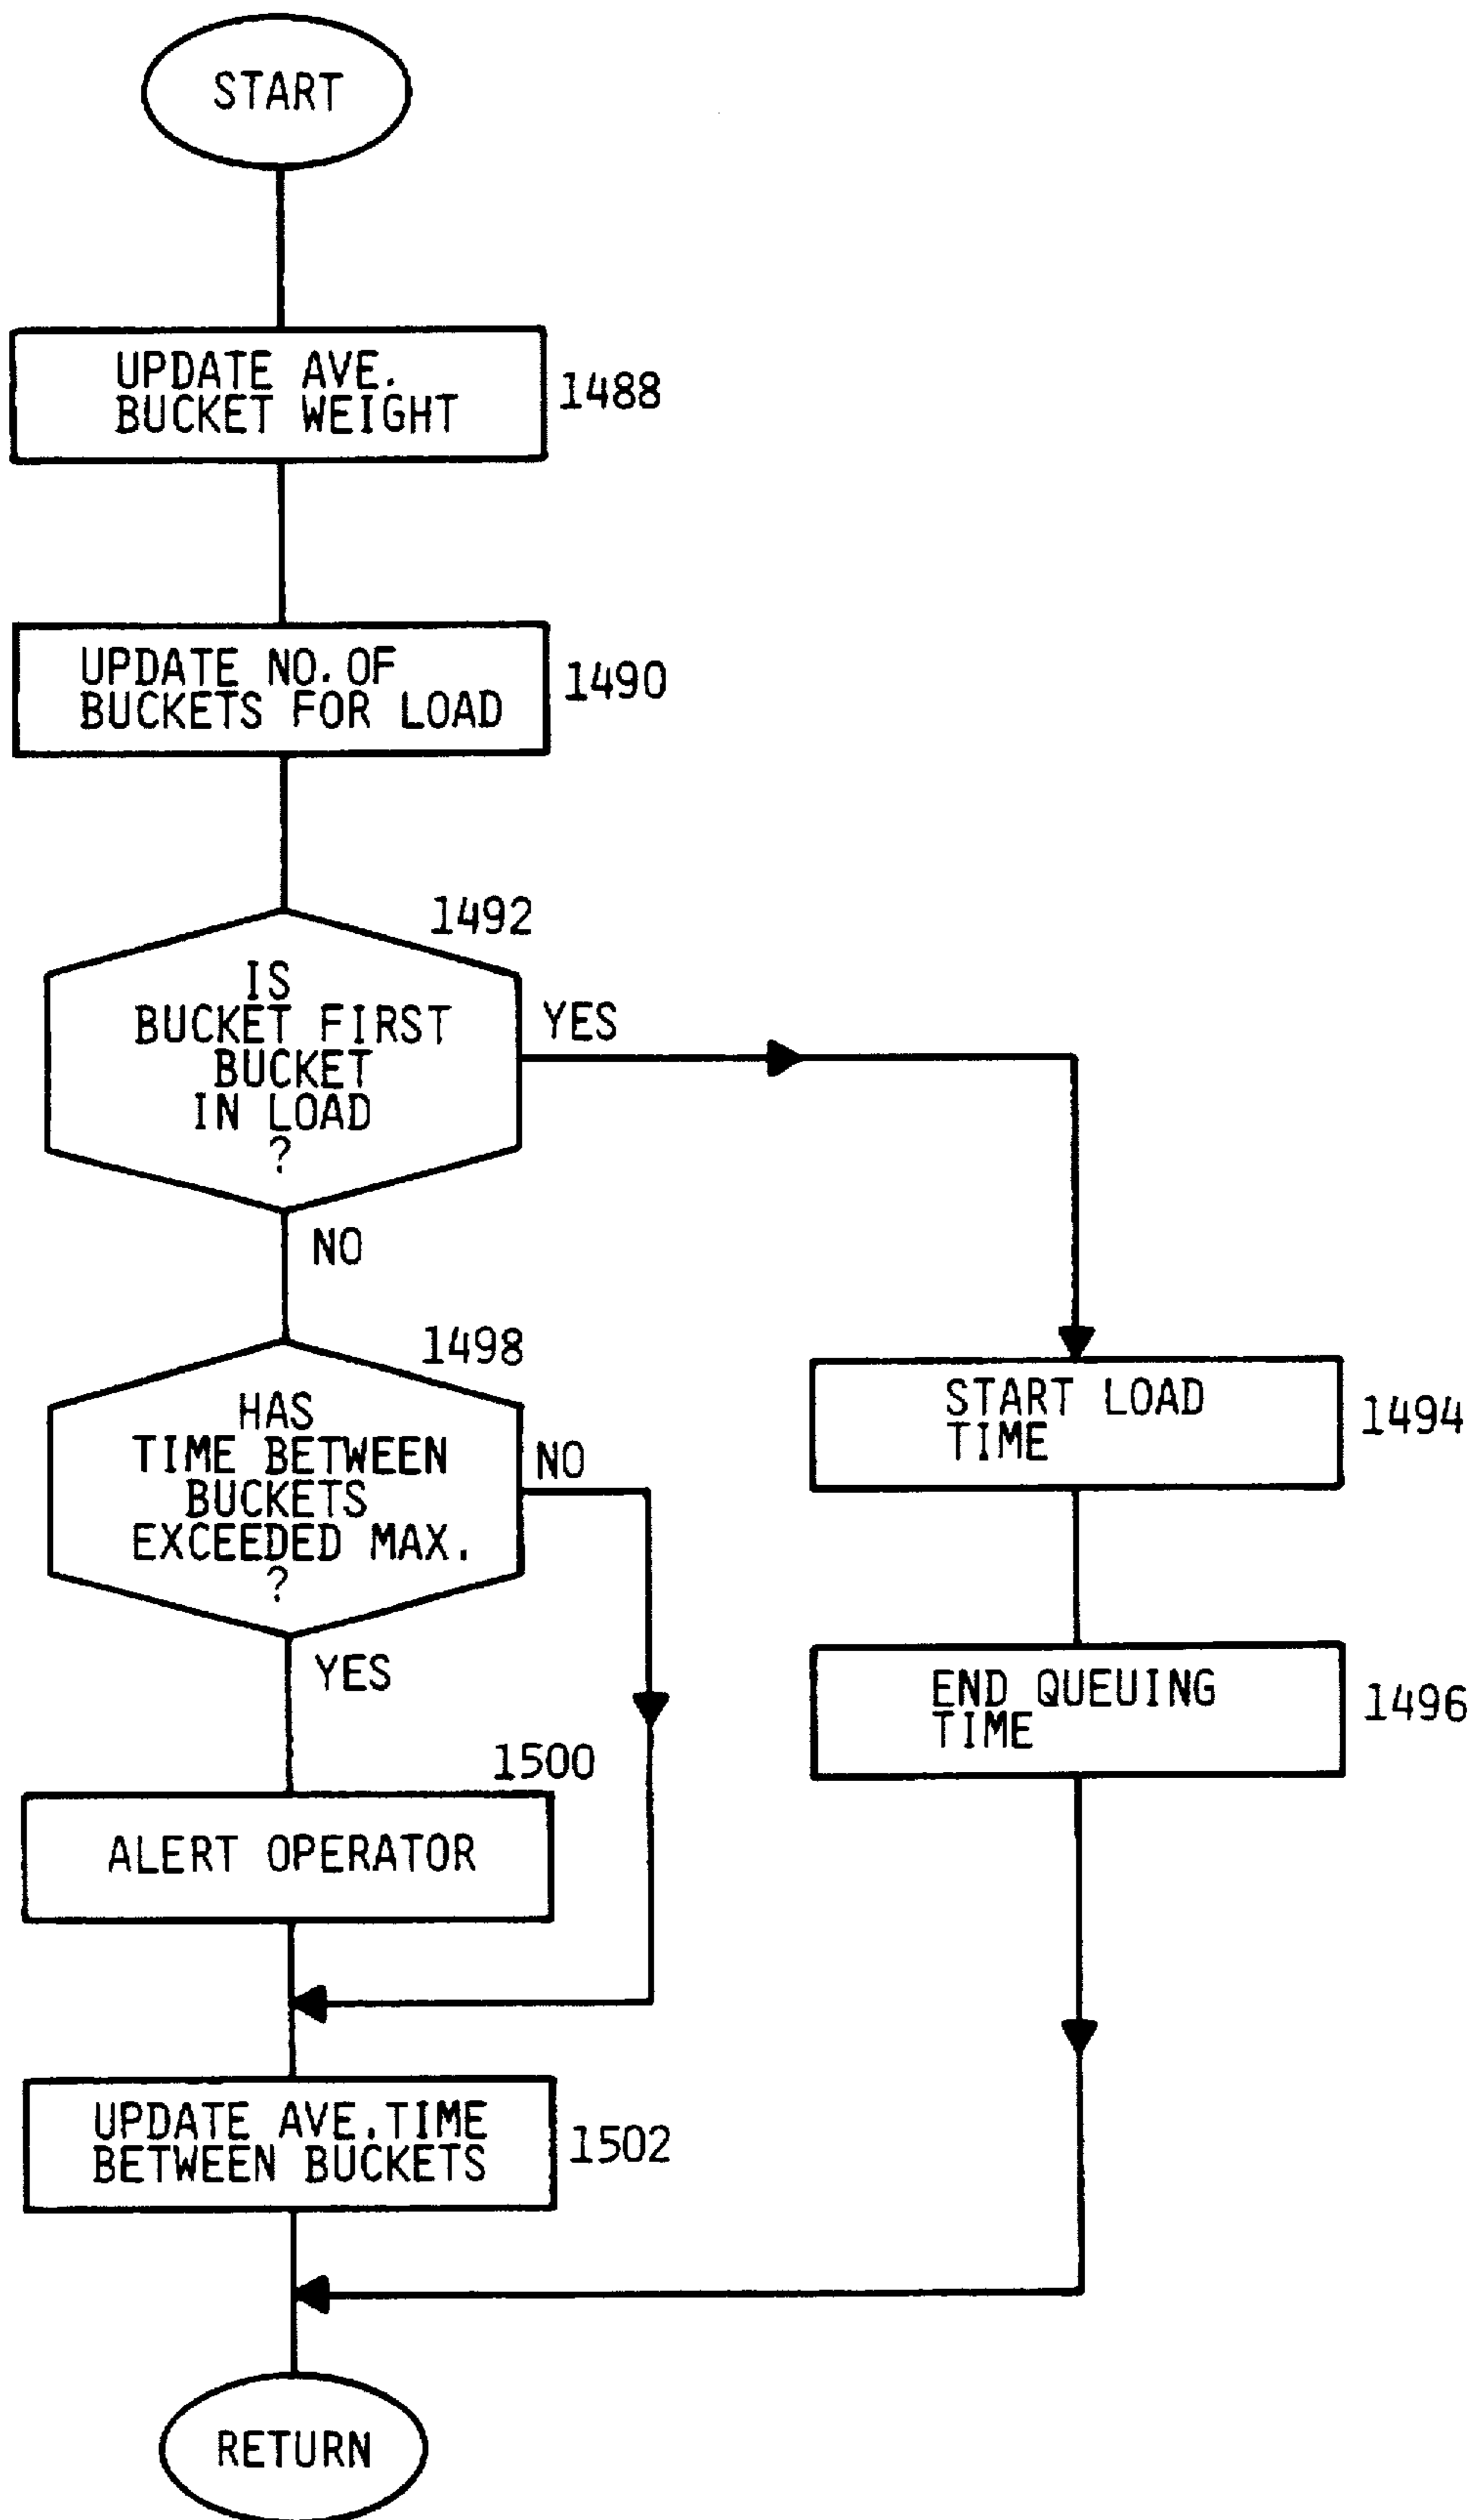 START
UPDATE AVE.
BUCKET WEIGHT
1488
UPDATE NO. OF
BUCKETS FOR LOAD
1490
1492
IS
BUCKET FIRST
BUCKET
IN LOAD
?
YES
NO
1498
HAS
TIME BETWEEN
BUCKETS
EXCEEDED MAX.
?
NO
YES
START LOAD
TIME
1494
END QUEUING
TIME
1496
1500
ALERT OPERATOR
UPDATE AVE. TIME
BETWEEN BUCKETS
1502
RETURN